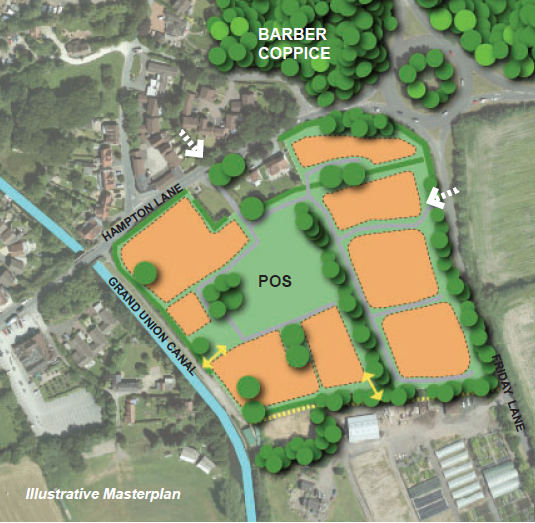 BARBER
COPPICE
HAMPTON LANE
POS
GRAND UNION CANAL
FRIDAY LANE
Illustrative Masterplan